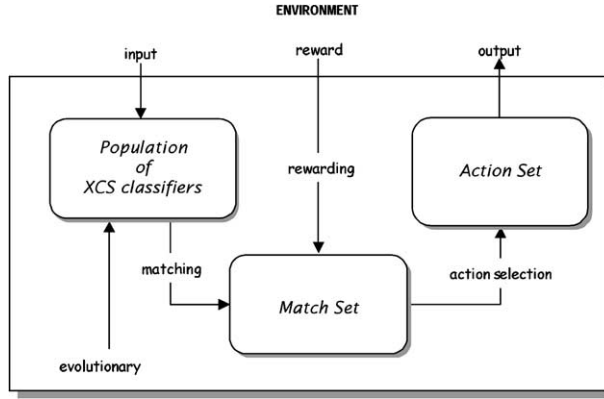 ENVIRONMENT
input
reward
output
Population
of
XCS classifiers
rewarding
Action Set
matching
action selection
Match Set
evolutionary